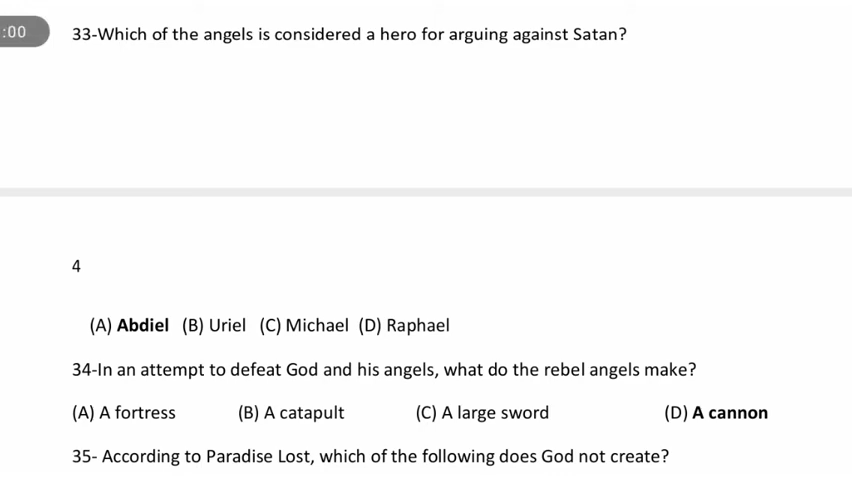 :00
33-Which of the angels is considered a hero for arguing against Satan?
4
(A) Abdiel (B) Uriel (C) Michael (D) Raphael
34-In an attempt to defeat God and his angels, what do the rebel angels make?
(A) A fortress (B) A catapult (C) A large sword (D) A cannon
35- According to Paradise Lost, which of the following does God not create?